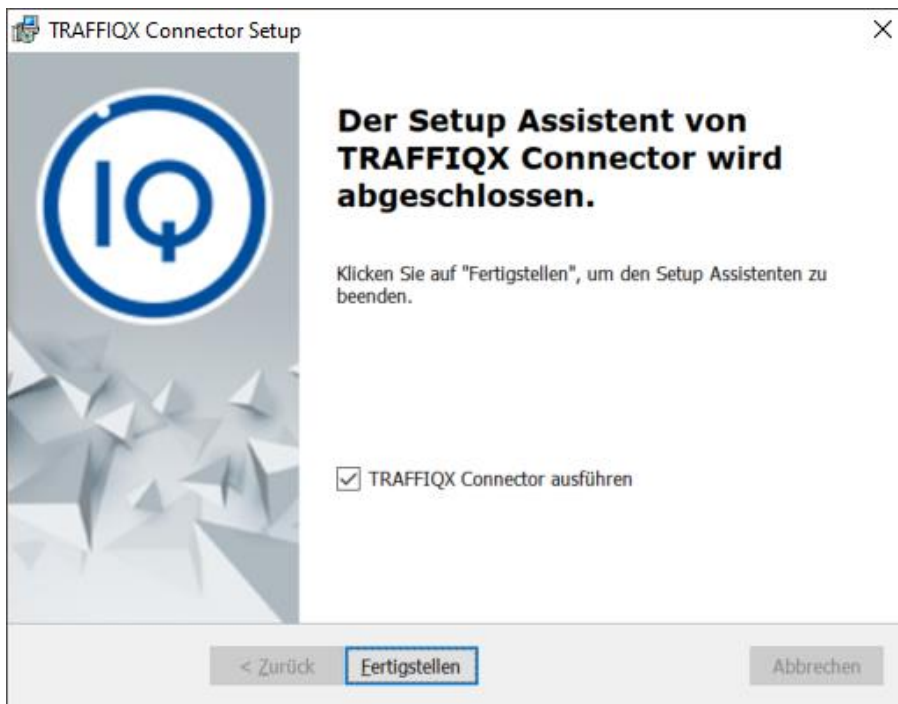 TRAFFIQX Connector Setup
IQ
Der Setup Assistent von
TRAFFIQX Connector wird
abgeschlossen.
Klicken Sie auf "Fertigstellen", um den Setup Assistenten zu
beenden.
TRAFFIQX Connector ausführen
< Zurück
Fertigstellen
Abbrechen